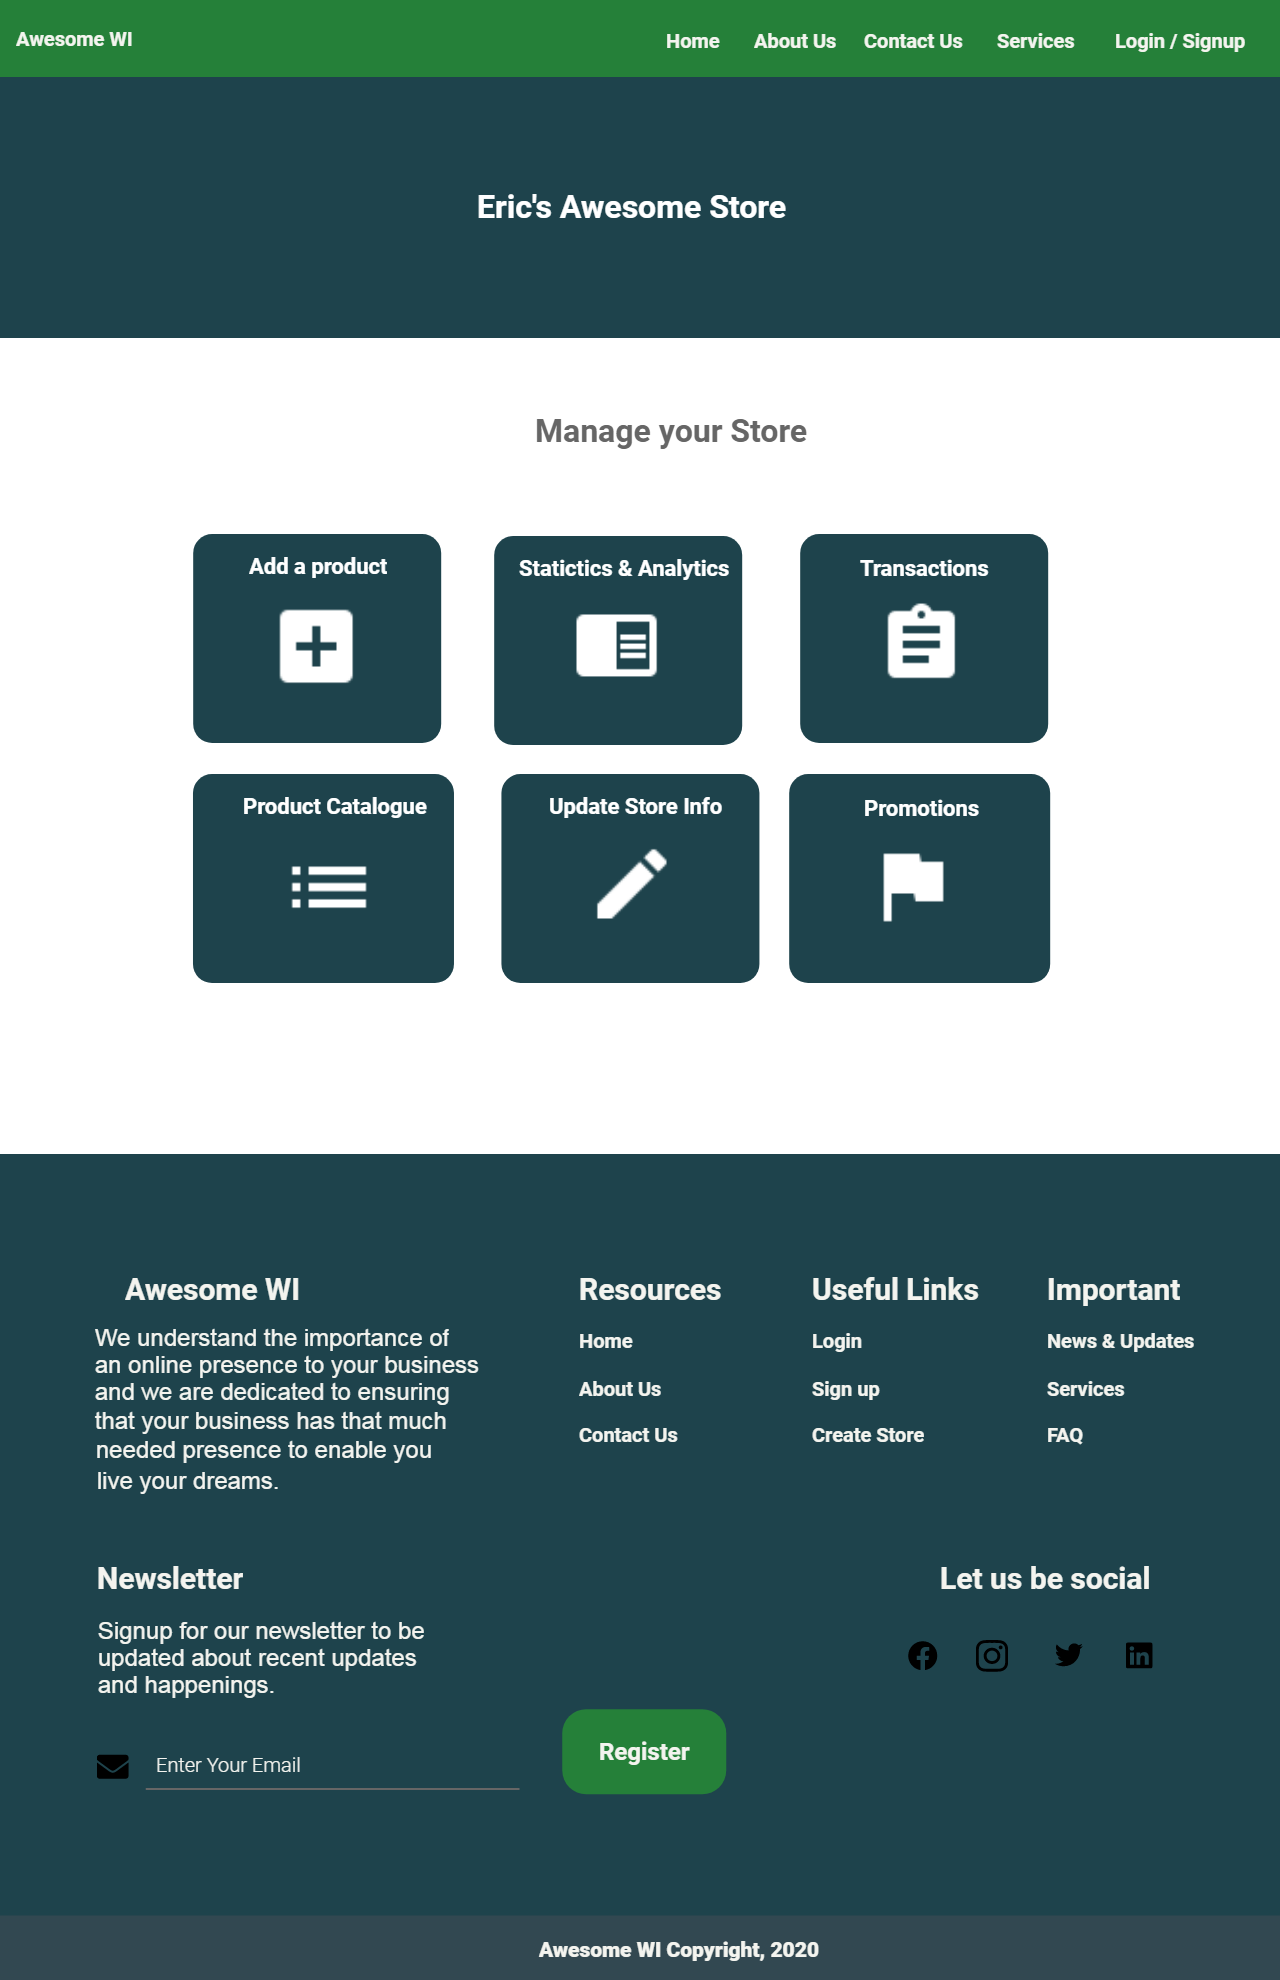 Awesome WI
Home About Us Contact Us Services Login / Signup
Eric's Awesome Store
Manage your Store
Add a product
Statictics & Analytics
Transactions
Product Catalogue
Update Store Info
Promotions
Awesome WI
We understand the importance of
an online presence to your business
and we are dedicated to ensuring
that your business has that much
needed presence to enable you
live your dreams.
Resources
Home
About Us
Contact Us
Useful Links
Login
Sign up
Create Store
Important
News & Updates
Services
FAQ
Newsletter
Signup for our newsletter to be
updated about recent updates
and happenings.
Enter Your Email
Register
Let us be social
Awesome WI Copyright, 2020